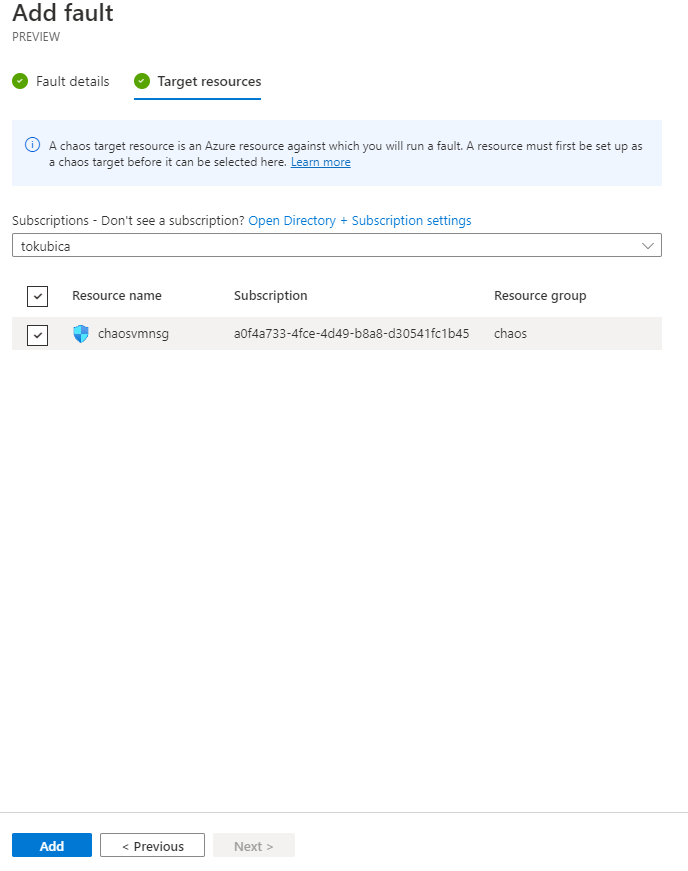 Add fault
PREVIEW
Fault details
Target resources
A chaos target resource is an Azure resource against which you will run a fault. A resource must first be set up as
a chaos target before it can be selected here. Learn more
Subscriptions - Don't see a subscription? Open Directory + Subscription settings
tokubica
Resource name Subscription Resource group
chaosvmnsg a0f4a733-4fce-4d49-b8a8-d30541fc1b45 chaos
Add < Previous Next >